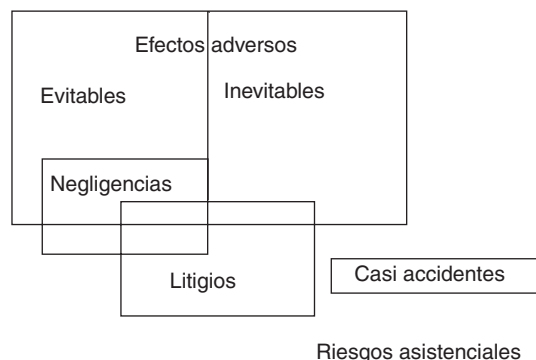 Efectos adversos
Evitables
Inevitables
Negligencias
Litigios
Casi accidentes
Riesgos asistenciales